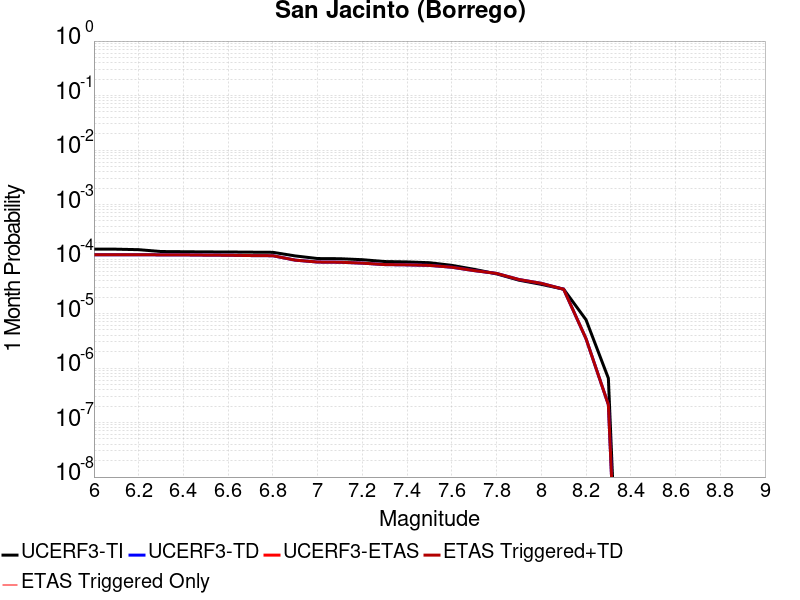 San Jacinto (Borrego)
10^0
10^-1
10^-2
10^-3
10^-4
10^-5
10^-6
10^-7
10^-8
1 Month Probability
6 6.2 6.4 6.6 6.8 7 7.2 7.4 7.6 7.8 8 8.2 8.4 8.6 8.8 9
Magnitude
UCERF3-TI UCERF3-TD UCERF3-ETAS ETAS Triggered+TD
ETAS Triggered Only